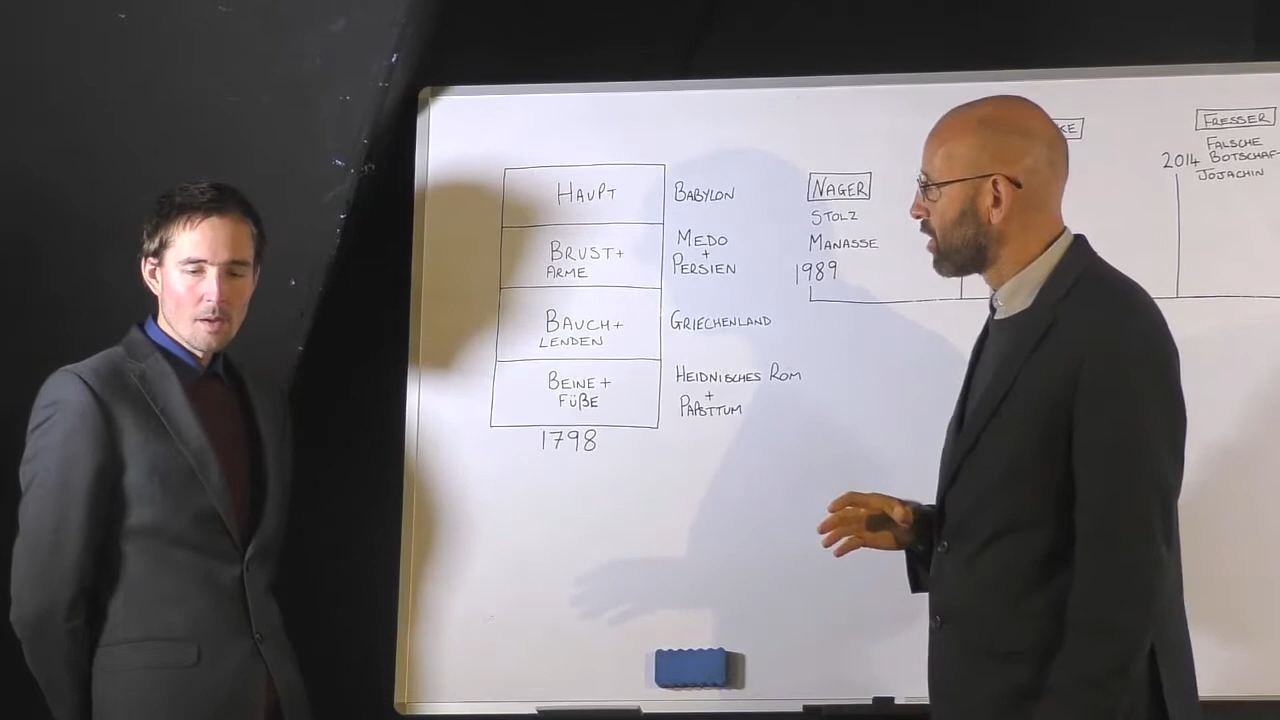 HAUPT
BABYLON
BRUST+
ARME
MEDO
+
PERSIEN
BAUCH+
LENDEN
GRIECHENLAND
BEINE+
FÜßE
HEIDNISCHES ROM
+
PAPSTTUM
1798
NAGER
STOLZ
MANASSE
1989
KE
FRESSER
FALSCHE
2014 BOTSCHAF
JOJACHIN